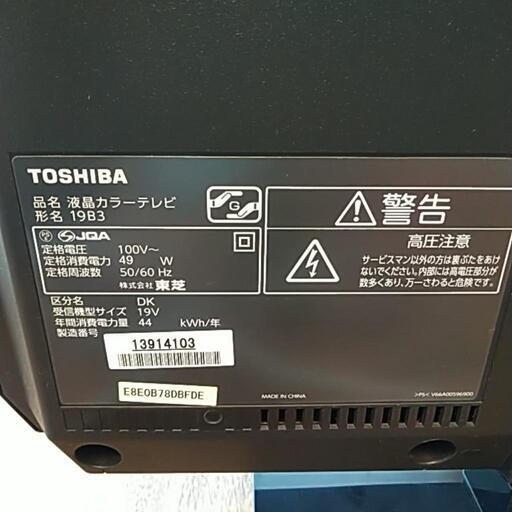 TOSHIBA
品名 液晶カラーテレビ
形名 19B3
G
PS E JQA
定格電圧 100V～
定格消費電力 49 W
定格周波数 50/60 Hz
株式会社 東芝
区分名 DK
受信機型サイズ 19V
年間消費電力量 44 kWh/年
製造番号
13914103
E8E0B78DBFDE
警告
高圧注意
サービスマン以外の方は裏ぶたをあけ
ないでください。内部には高電圧部分が
数多くあり、万一さわると危険です。
MADE IN CHINA
>PS< V66A00596900